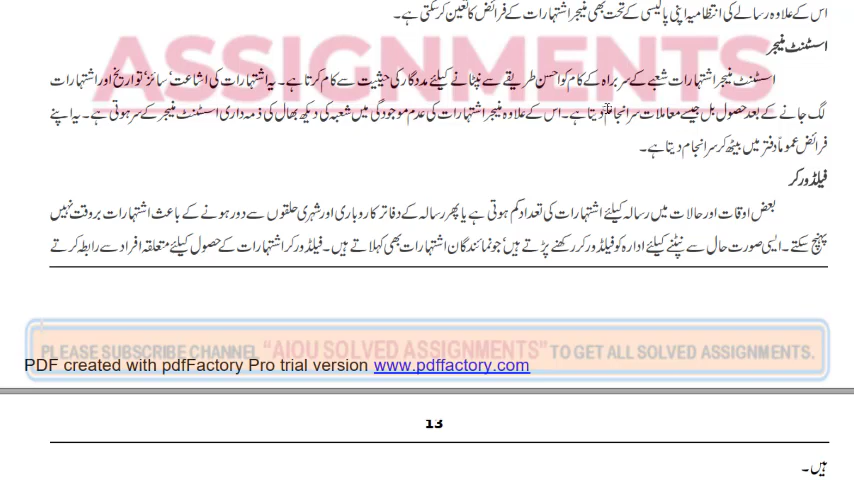 اس کے علاوہ رسالے کی انتظامیہ اپنی پالیسی کے تحت بھی منیجر اشتہارات کے فرائض کا تعین کر سکتی ہے۔
ASSIGNMENTS
اسسٹنٹ منیجر
اسسٹنٹ منیجر اشتہارات شعبے کے سربراہ کے کام کو احسن طریقے سے نپٹانے کیلئے مددگار کی حیثیت سے کام کرتا ہے۔ یہ اشتہارات کی اشاعت‘ سائز‘ تواریخ اور اشتہارات
لگ جانے کے بعد حصول بل جیسے معاملات سرانجام دیتا ہے۔ اس کے علاوہ منیجر اشتہارات کی عدم موجودگی میں شعبہ کی دیکھ بھال کی ذمہ داری اسسٹنٹ منیجر کے سر ہوتی ہے۔ یہ اپنے
فرائض عموماً دفتر میں بیٹھ کر سرانجام دیتا ہے۔
فیلڈ ورکر
بعض اوقات اور حالات میں رسالہ کیلئے اشتہارات کی تعداد کم ہوتی ہے یا پھر رسالہ کے دفاتر کاروباری اور شہری حلقوں سے دور ہونے کے باعث اشتہارات بروقت نہیں
پہنچ سکتے۔ ایسی صورت حال سے نپٹنے کیلئے ادارہ کو فیلڈ ورکر رکھنے پڑتے ہیں‘ جو نمائندگان اشتہارات بھی کہلاتے ہیں۔ فیلڈ ورکر اشتہارات کے حصول کیلئے متعلقہ افراد سے رابطہ کرتے
PLEASE SUBSCRIBE CHANNEL “AIOU SOLVED ASSIGNMENTS” TO GET ALL SOLVED ASSIGNMENTS.
PDF created with pdfFactory Pro trial version www.pdffactory.com
13
ہیں۔